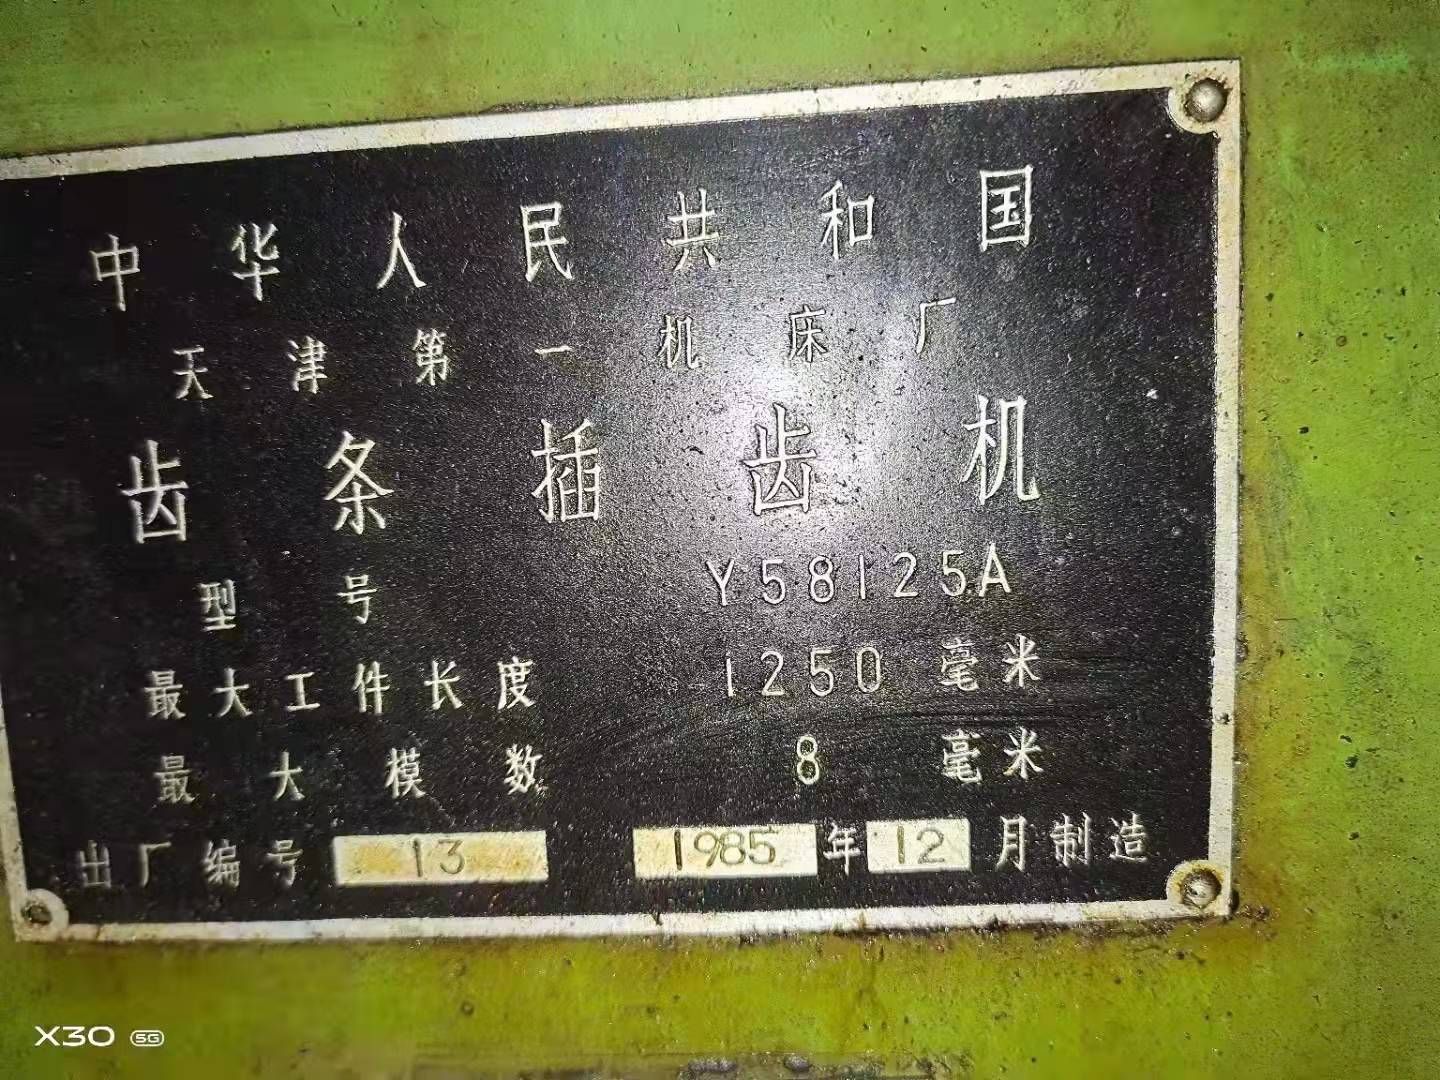 中华人民共和国
天津第一机床厂
齿条插齿机
型号 Y58125A
最大工件长度 1250 毫米
最大模数 8 毫米
出厂编号 13 1985 年 12 月制造
X30 5G